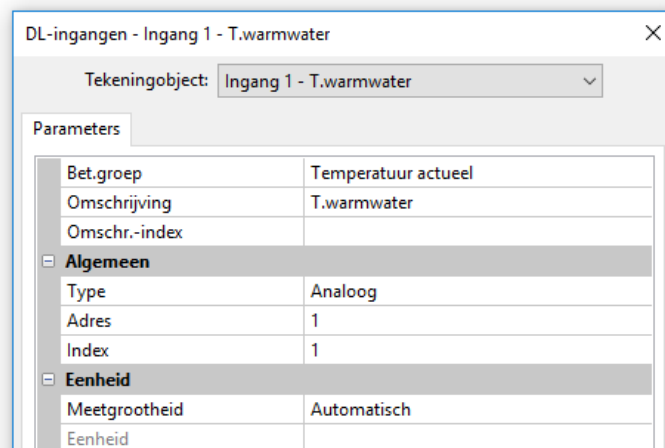 DL-ingangen - Ingang 1 - T.warmwater
Tekeningobject: Ingang 1 - T.warmwater
Parameters
Bet.groep Temperatuur actueel
Omschrijving T.warmwater
Omschr.-index
Algemeen
Type Analoog
Adres 1
Index 1
Eenheid
Meetgrootheid Automatisch
Eenheid